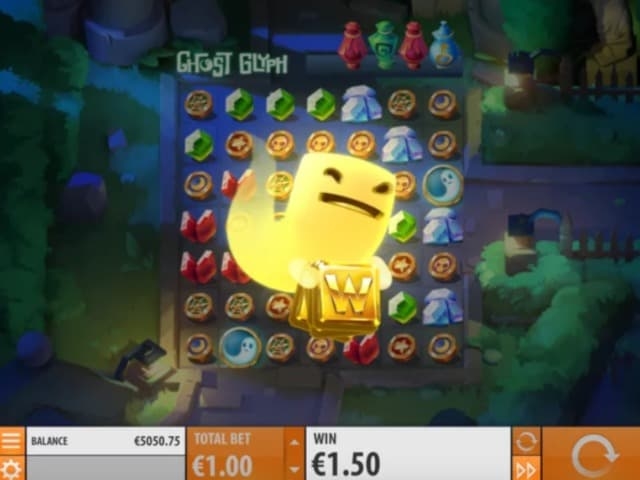 GHOST GLYPH
W
BALANCE €5050.75
TOTAL BET
€1.00
WIN
€1.50